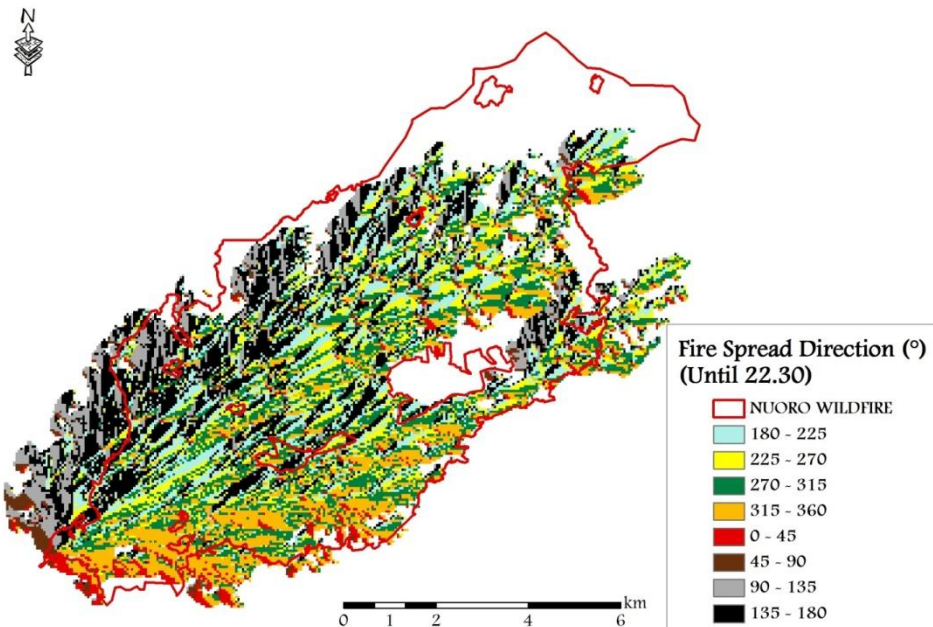 N
Fire Spread Direction (°)
(Until 22.30)
NUORO WILDFIRE
180 - 225
225 - 270
270 - 315
315 - 360
0 - 45
45 - 90
90 - 135
135 - 180
km
0 1 2 4 6